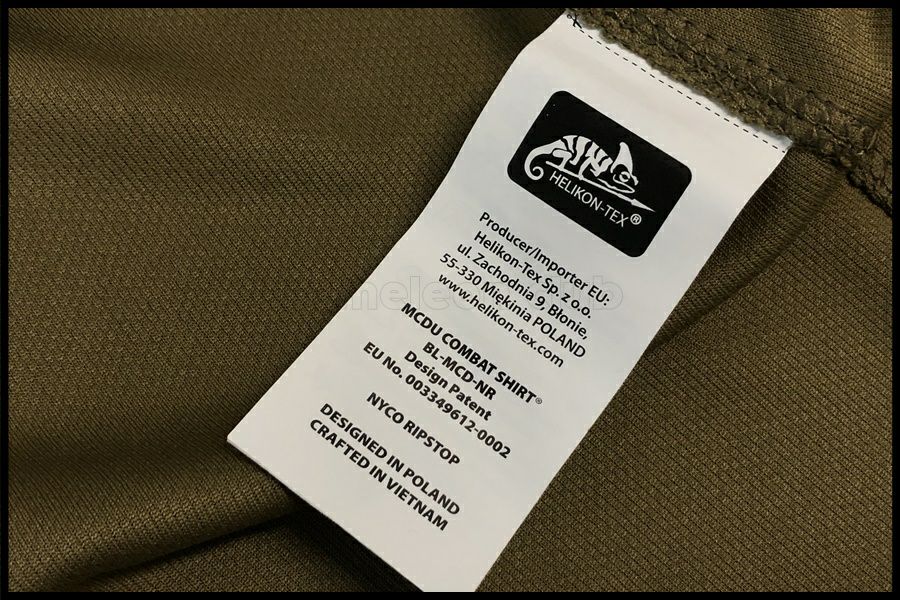 HELIKON-TEX®
Producer/Importer EU:
Helikon-Tex Sp. z o.o.
ul. Zachodnia 9, Błonie,
55-330 Miękinia POLAND
www.helikon-tex.com
MCDU COMBAT SHIRT®
BL-MCD-NR
Design Patent
EU No. 003349612-0002
NYCO RIPSTOP
DESIGNED IN POLAND
CRAFTED IN VIETNAM